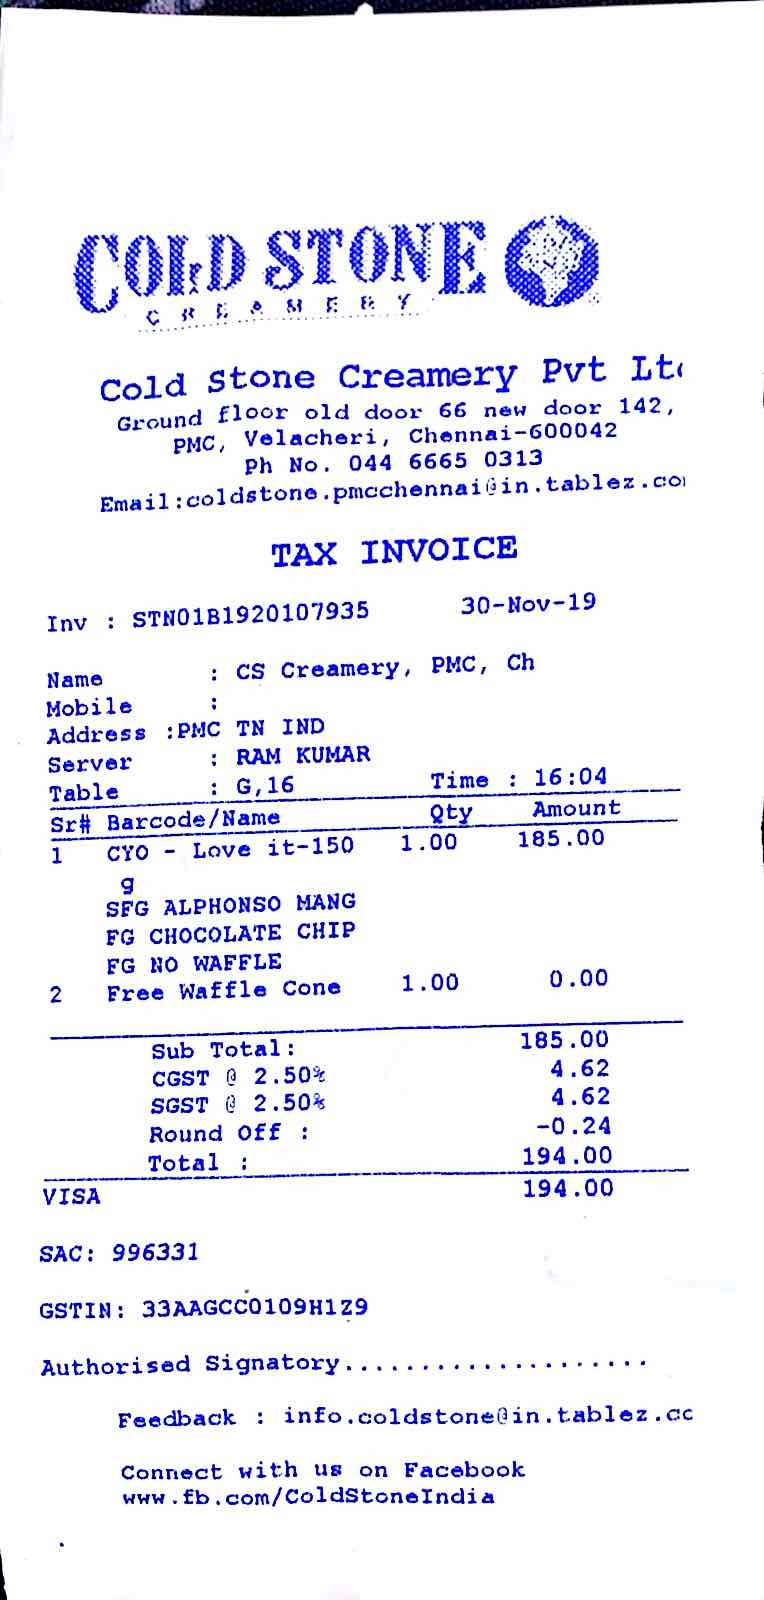 COLD STONE
CREAMERY
Cold Stone Creamery Pvt
Ground floor old door 66 new door 142,
PMC, Velacheri, Chennai-600042
Ph No. 044 6665 0313
Email:coldstone.pmcchennai@in.tablez.co
TAX INVOICE
Inv : STN01B1920107935 30-Nov-19
Name : CS Creamery, PMC, Ch
Mobile :
Address :PMC TN IND
Server : RAM KUMAR
Table : G,16 Time : 16:04
Sr# Barcode/Name Qty Amount
1 CYO - Love it-150 1.00 185.00
g
SFG ALPHONSO MANG
FG CHOCOLATE CHIP
FG NO WAFFLE
2 Free Waffle Cone 1.00 0.00
Sub Total: 185.00
CGST @ 2.50% 4.62
SGST @ 2.50% 4.62
Round Off : -0.24
Total : 194.00
VISA 194.00
SAC: 996331
GSTIN: 33AAGCC0109H1Z9
Authorised Signatory.....................
Feedback : info.coldstone@in.tablez.cc
Connect with us on Facebook
www.fb.com/ColdStoneIndia